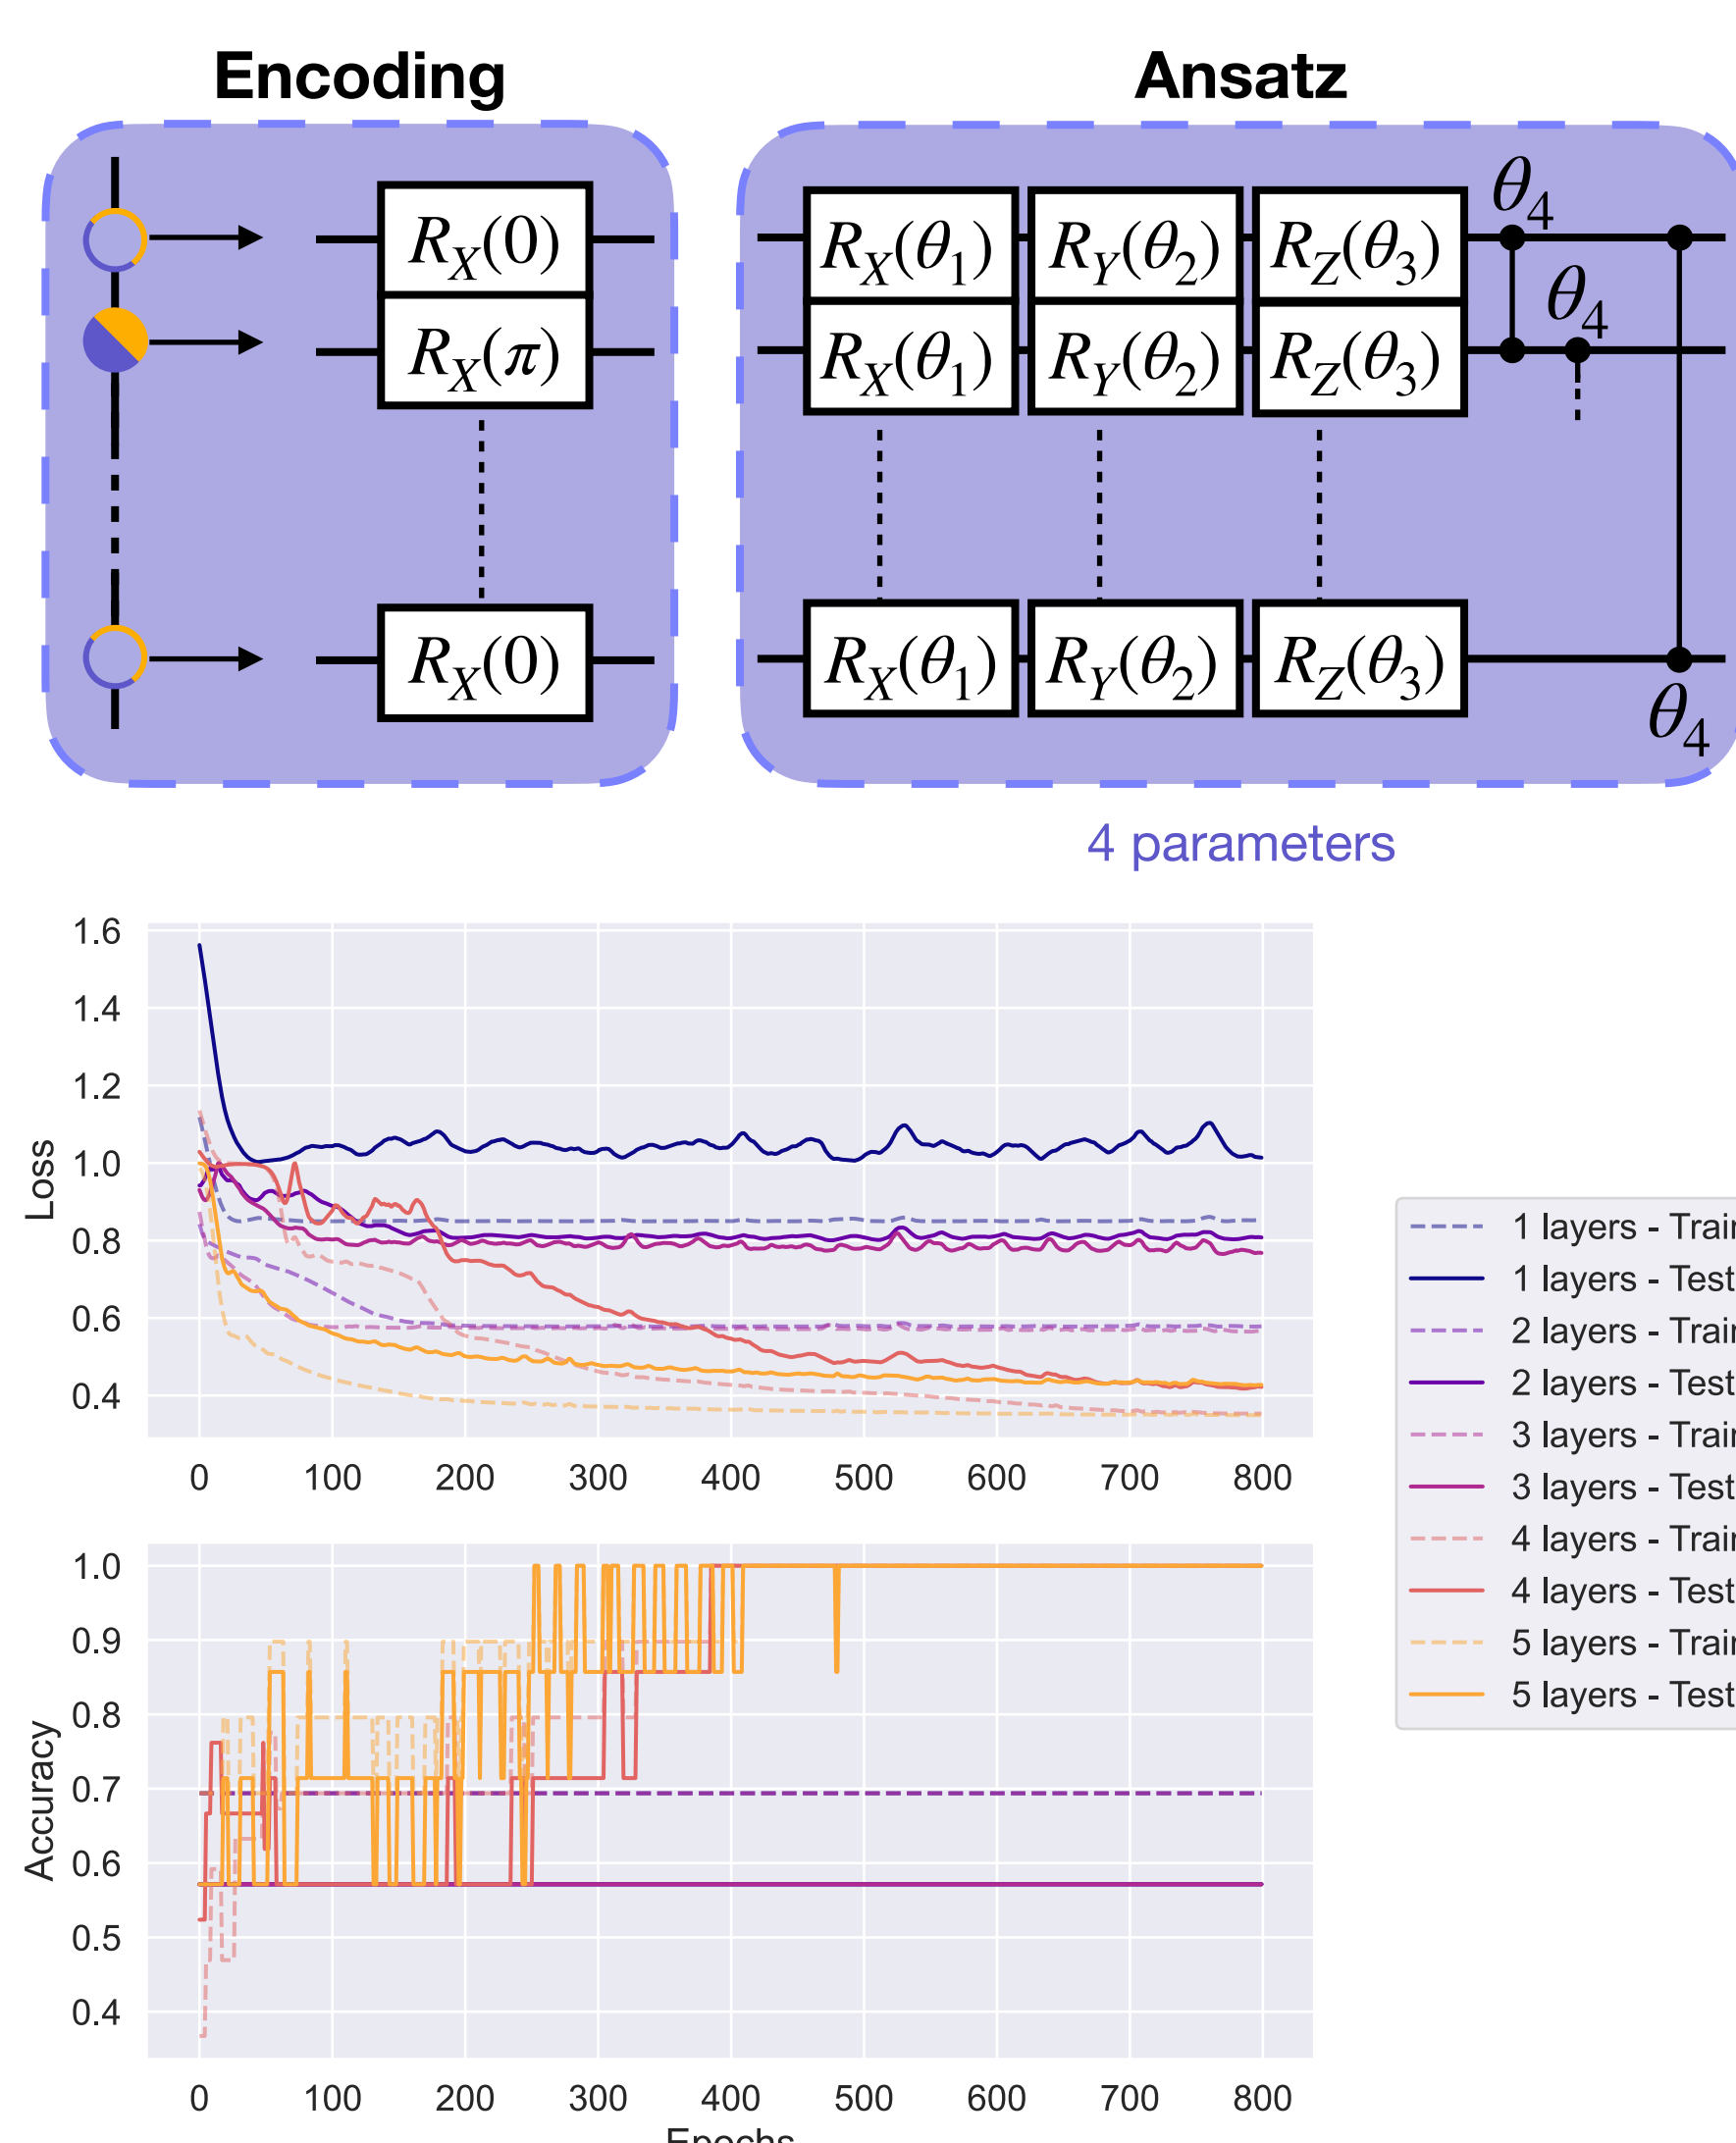 Encoding
Ansatz
R_X(0)
R_X(π)
R_X(0)
R_X(θ_1) R_Y(θ_2) R_Z(θ_3) θ_4
R_X(θ_1) R_Y(θ_2) R_Z(θ_3) θ_4
R_X(θ_1) R_Y(θ_2) R_Z(θ_3) θ_4
4 parameters
Loss
1.6
1.4
1.2
1.0
0.8
0.6
0.4
0 100 200 300 400 500 600 700 800
Accuracy
1.0
0.9
0.8
0.7
0.6
0.5
0.4
0 100 200 300 400 500 600 700 800
Epochs
1 layers - Trai
1 layers - Test
2 layers - Trai
2 layers - Test
3 layers - Trai
3 layers - Test
4 layers - Trai
4 layers - Test
5 layers - Trai
5 layers - Test